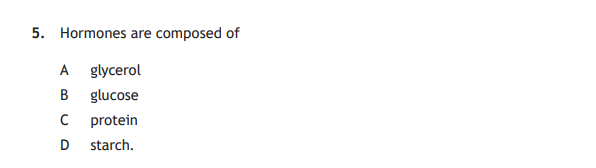 5. Hormones are composed of
A glycerol
B glucose
C protein
D starch.